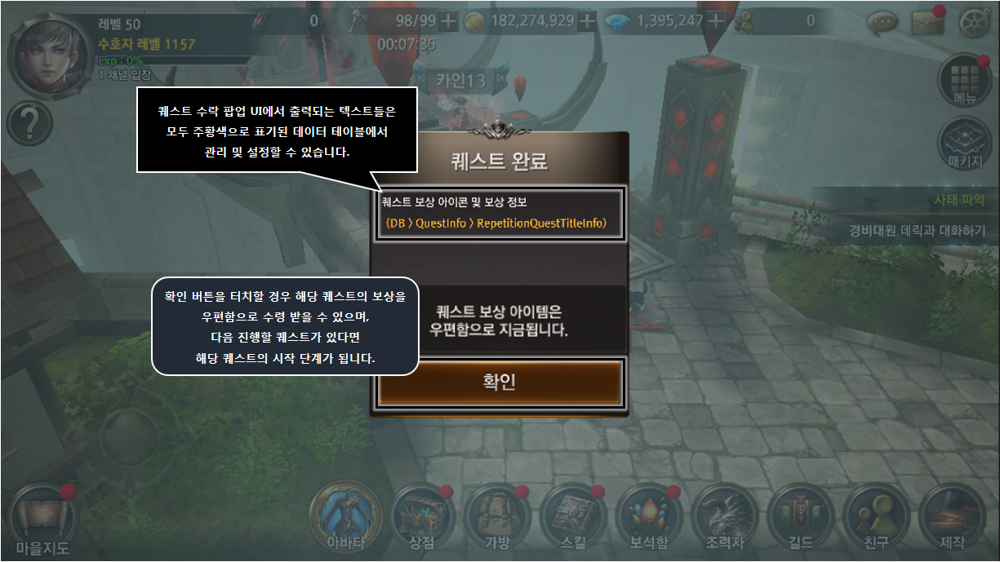 레벨 50
수호자 레벨 1157
Exp : 0%
1 채널 입장
0
98/99
182,274,929
1,395,247
0
00:07:35
카인13
메뉴
패키지
퀘스트 수락 팝업 UI에서 출력되는 텍스트들은
모두 주황색으로 표기된 데이터 테이블에서
관리 및 설정할 수 있습니다.
퀘스트 완료
퀘스트 보상 아이콘 및 보상 정보
(DB > QuestInfo > RepetitionQuestTitleInfo)
사태 파악
경비대원 데릭과 대화하기
확인 버튼을 터치할 경우 해당 퀘스트의 보상을
우편함으로 수령 받을 수 있으며,
다음 진행할 퀘스트가 있다면
해당 퀘스트의 시작 단계가 됩니다.
퀘스트 보상 아이템은
우편함으로 지금됩니다.
확인
마을지도
아바타
상점
가방
스킬
보석함
조력자
길드
친구
제작